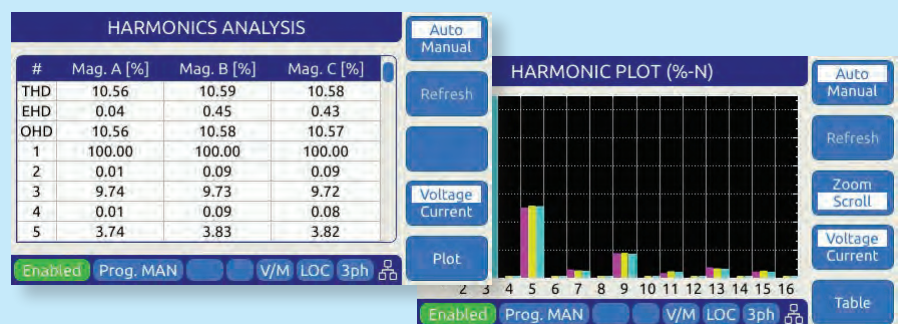 HARMONICS ANALYSIS
# Mag. A [%] Mag. B [%] Mag. C [%]
THD 10.56 10.59 10.58
EHD 0.04 0.45 0.43
OHD 10.56 10.58 10.57
1 100.00 100.00 100.00
2 0.01 0.09 0.09
3 9.74 9.73 9.72
4 0.01 0.09 0.08
5 3.74 3.83 3.82
Auto
Manual
Refresh
Voltage
Current
Plot
Enabled Prog. MAN V/M LOC 3ph
HARMONIC PLOT (%-N)
2 3 4 5 6 7 8 9 10 11 12 13 14 15 16
Auto
Manual
Refresh
Zoom
Scroll
Voltage
Current
Table
Enabled Prog. MAN V/M LOC 3ph